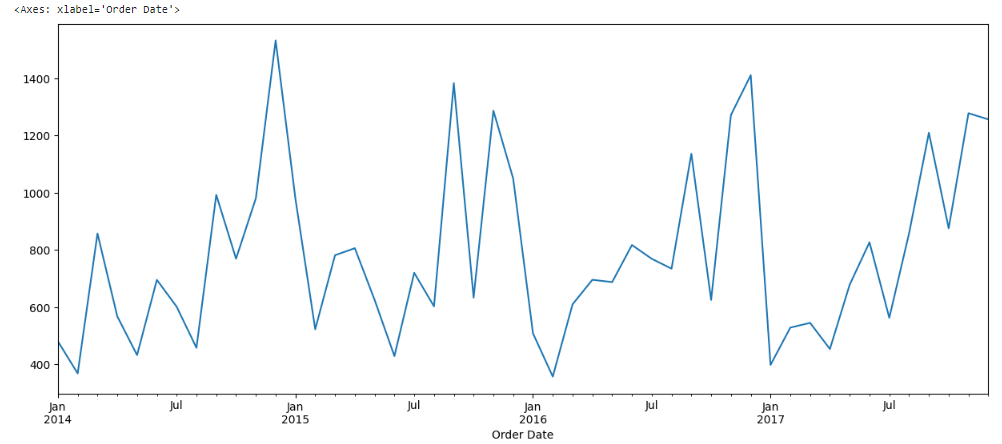 <Axes: xlabel='Order Date'>
1400
1200
1000
800
600
400
Jan Jul Jan Jul Jan Jul Jan Jul
2014 2015 2016 2017
Order Date